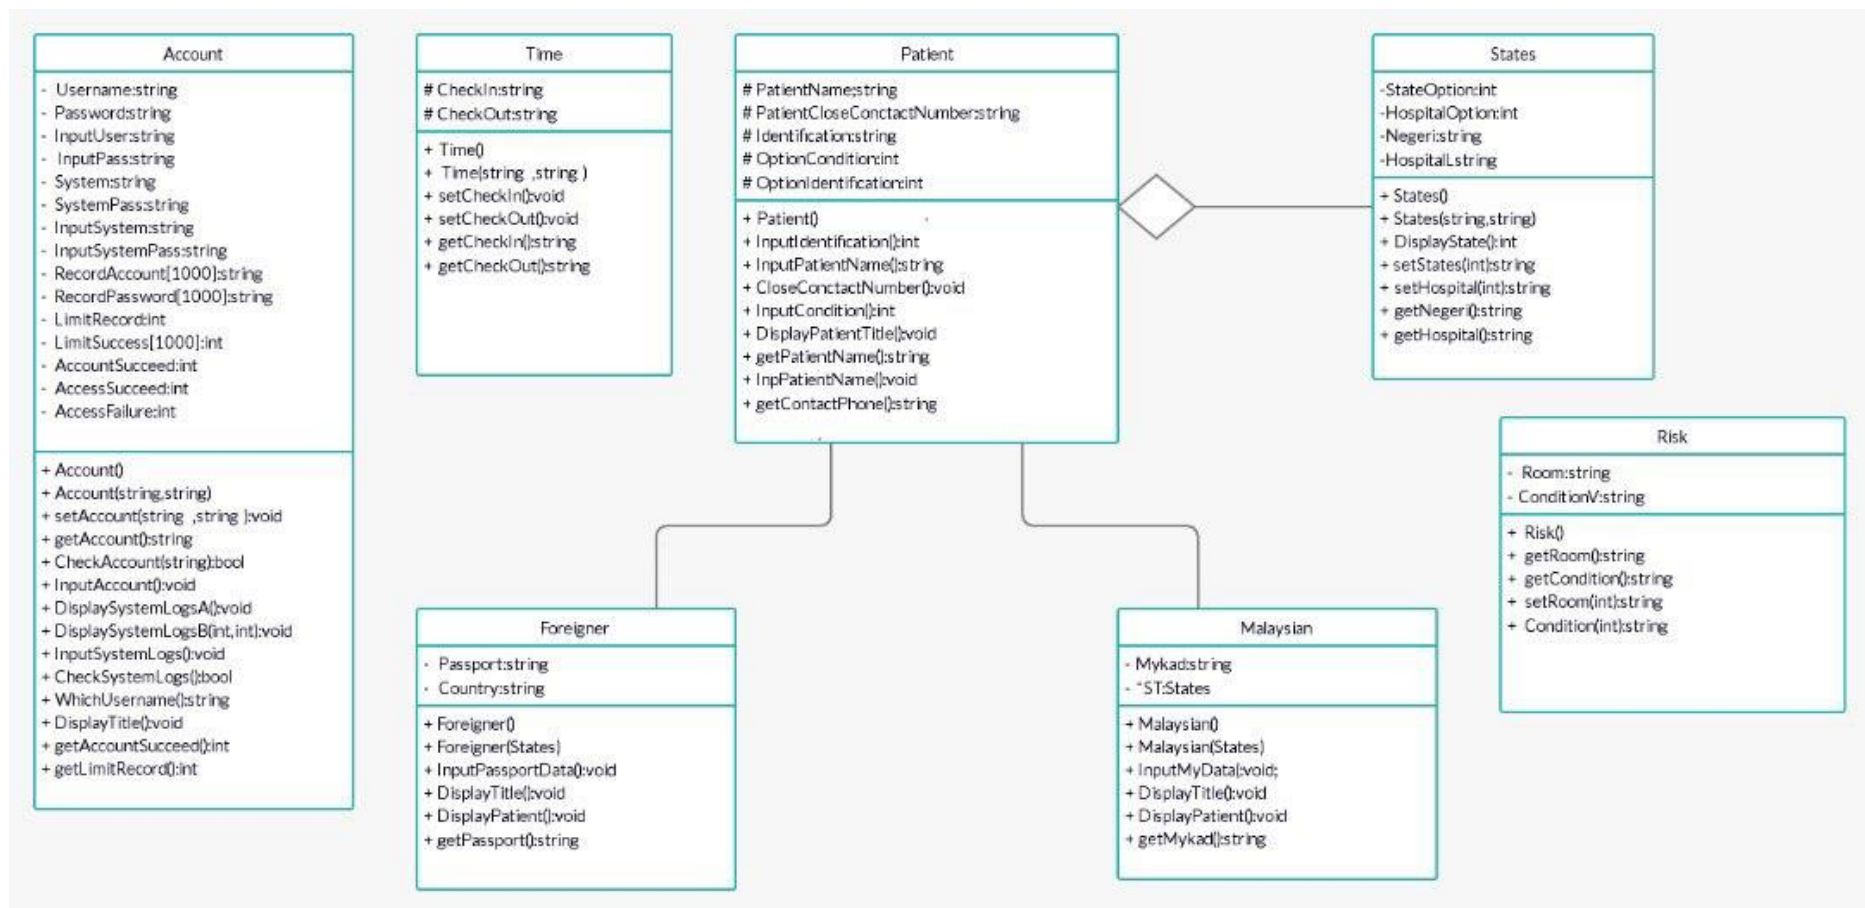 Account
- Username:string
- Password:string
- InputUser:string
- InputPass:string
- System:string
- SystemPass:string
- InputSystem:string
- InputSystemPass:string
- RecordAccount[1000]:string
- RecordPassword[1000]:string
- LimitRecord:int
- LimitSuccess[1000]:int
- AccountSucceed:int
- AccessSucceed:int
- AccessFailure:int
+ Account()
+ Account(string,string)
+ setAccount(string ,string ):void
+ getAccount():string
+ CheckAccount(string):bool
+ InputAccount():void
+ DisplaySystemLogsA():void
+ DisplaySystemLogsB(int,int):void
+ InputSystemLogs():void
+ CheckSystemLogs():bool
+ WhichUsername():string
+ DisplayTitle():void
+ getAccountSucceed():int
+ getLimitRecord():int
Time
# CheckIn:string
# CheckOut:string
+ Time()
+ Time(string ,string )
+ setCheckIn():void
+ setCheckOut():void
+ getCheckIn():string
+ getCheckOut():string
Patient
# PatientName;string
# PatientCloseConctactNumber:string
# Identification:string
# OptionCondition:int
# OptionIdentification:int
+ Patient()
+ InputIdentification():int
+ InputPatientName():string
+ CloseConctactNumber():void
+ InputCondition():int
+ DisplayPatientTitle():void
+ getPatientName():string
+ InpPatientName():void
+ getContactPhone():string
States
-StateOption:int
-HospitalOption:int
-Negeri:string
-HospitalL:string
+ States()
+ States(string,string)
+ DisplayState():int
+ setStates(int):string
+ setHospital(int):string
+ getNegeri():string
+ getHospital():string
Risk
- Room:string
- ConditionV:string
+ Risk()
+ getRoom():string
+ getCondition():string
+ setRoom(int):string
+ Condition(int):string
Foreigner
- Passport:string
- Country:string
+ Foreigner()
+ Foreigner(States)
+ InputPassportData():void
+ DisplayTitle():void
+ DisplayPatient():void
+ getPassport():string
Malaysian
- Mykad:string
- *ST:States
+ Malaysian()
+ Malaysian(States)
+ InputMyData(:void;
+ DisplayTitle():void
+ DisplayPatient():void
+ getMykad():string